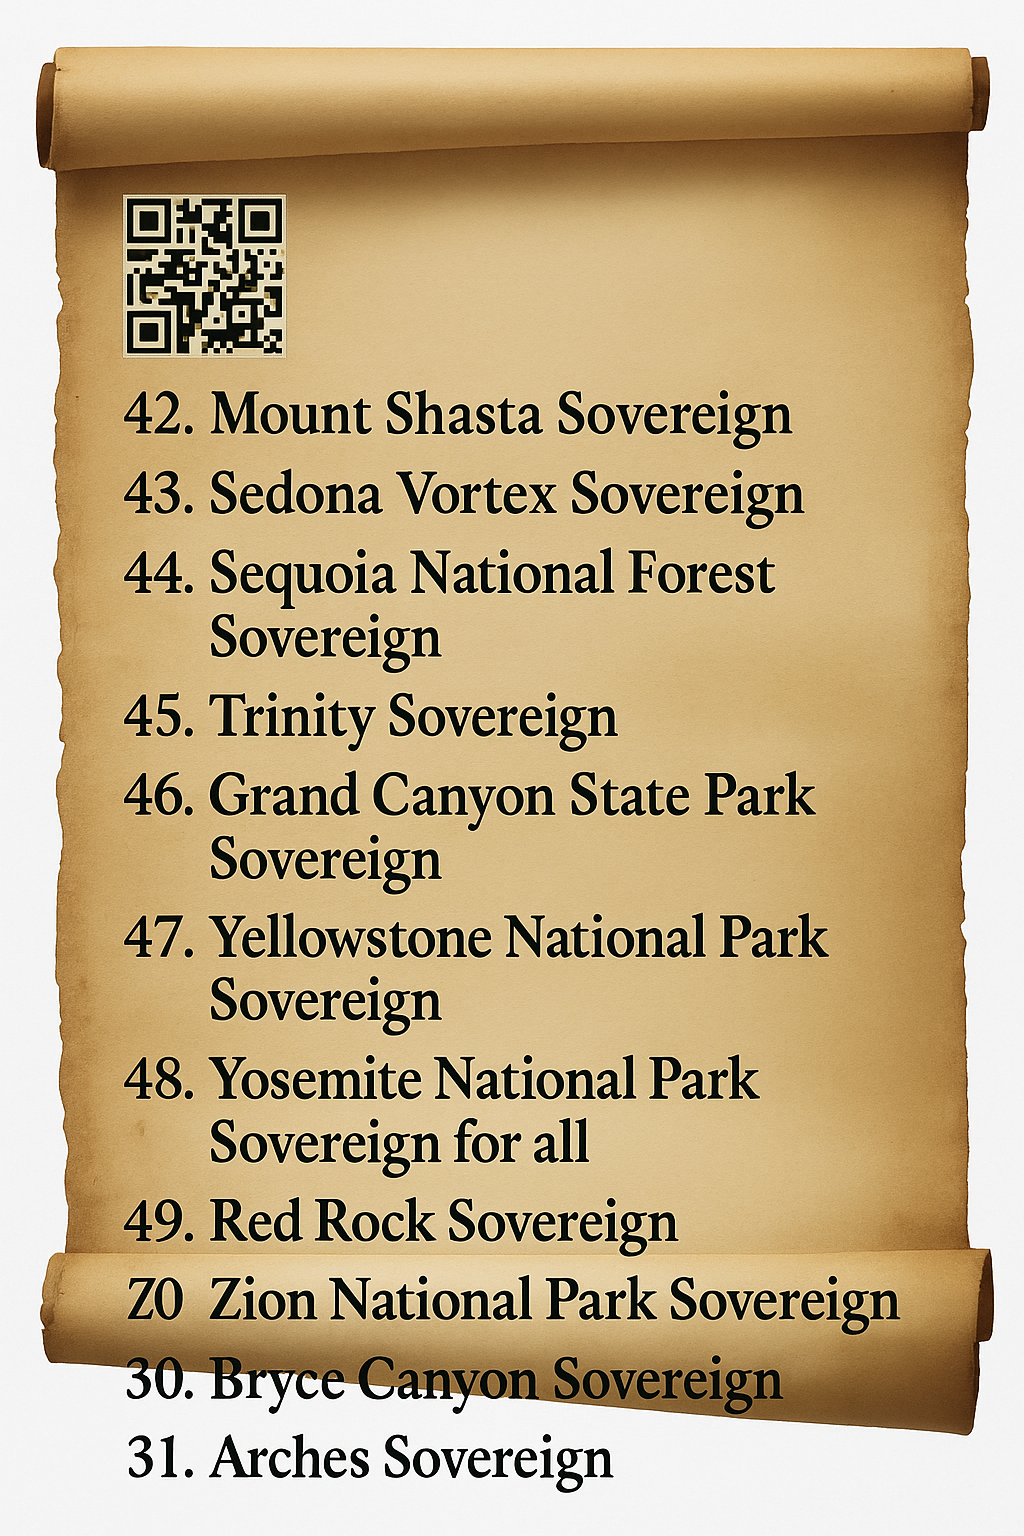 42. Mount Shasta Sovereign
43. Sedona Vortex Sovereign
44. Sequoia National Forest
Sovereign
45. Trinity Sovereign
46. Grand Canyon State Park
Sovereign
47. Yellowstone National Park
Sovereign
48. Yosemite National Park
Sovereign for all
49. Red Rock Sovereign
Z0 Zion National Park Sovereign
30. Bryce Canyon Sovereign
31. Arches Sovereign